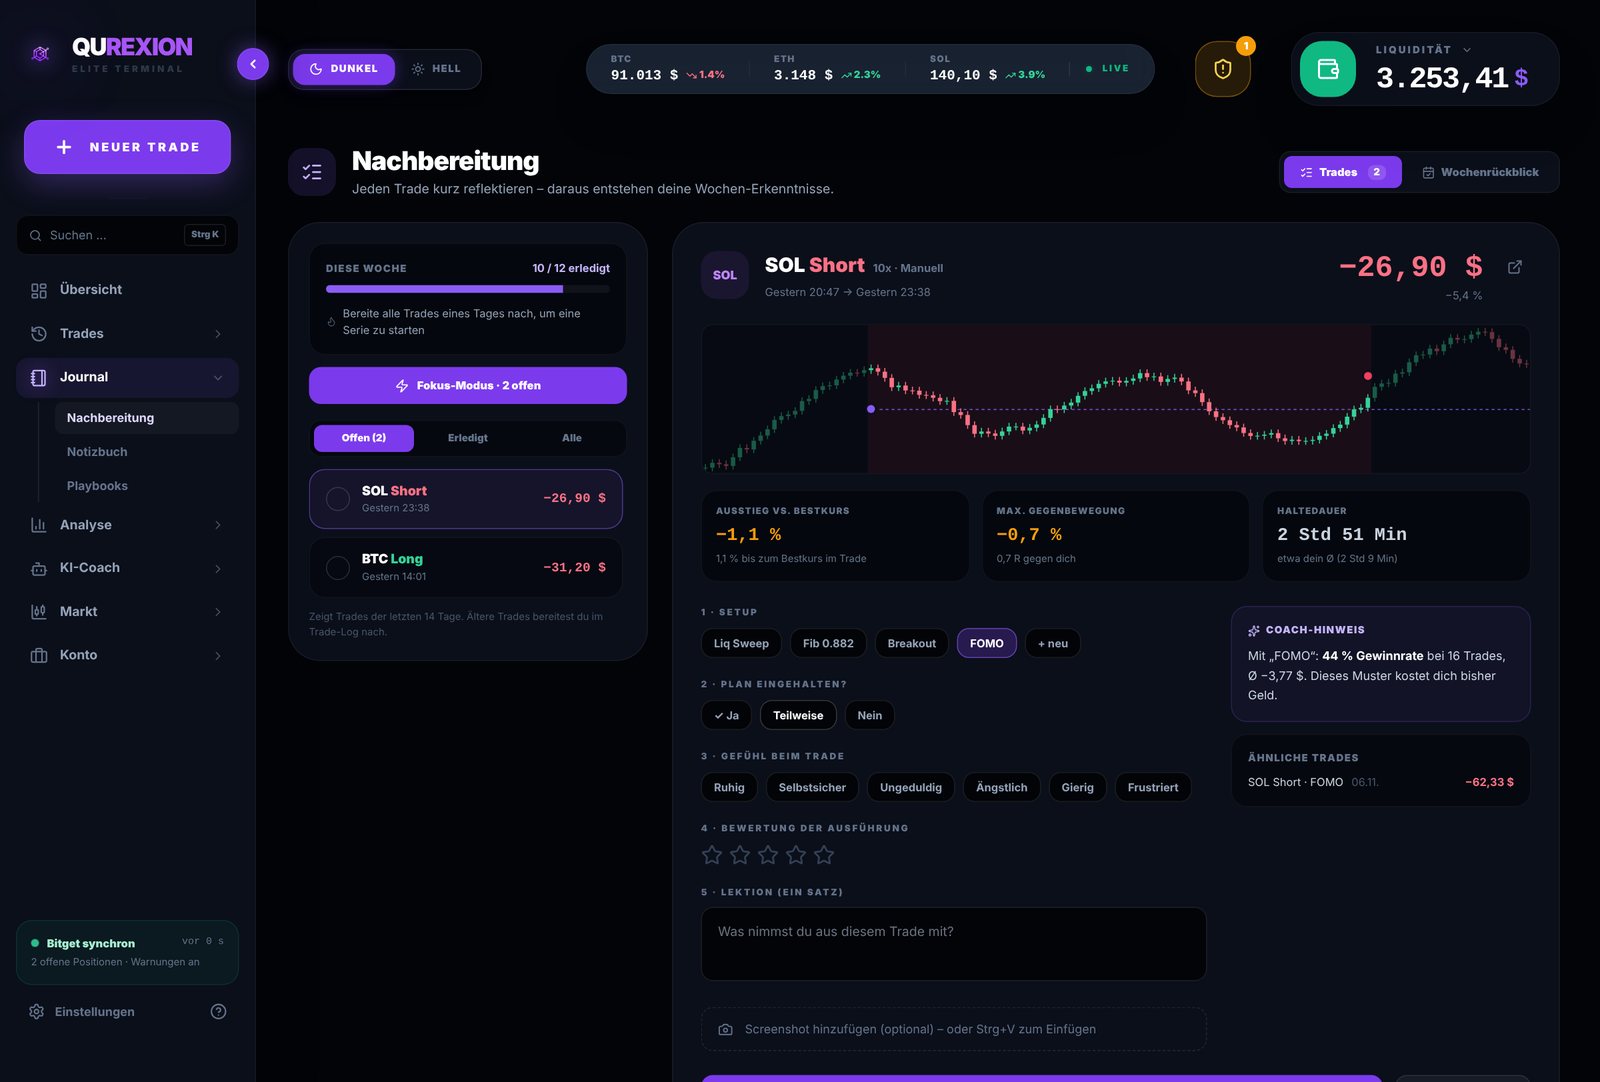 QUREXION
ELITE TERMINAL
NEUER TRADE
Suchen ...
Strg K
Übersicht
Trades
Journal
Nachbereitung
Notizbuch
Playbooks
Analyse
KI-Coach
Markt
Konto
Bitget synchron
vor 0 s
2 offene Positionen · Warnungen an
Einstellungen
DUNKEL
HELL
BTC
91.013 $ 1.4%
ETH
3.148 $ 2.3%
SOL
140,10 $ 3.9%
LIVE
1
LIQUIDITÄT
3.253,41 $
Nachbereitung
Jeden Trade kurz reflektieren – daraus entstehen deine Wochen-Erkenntnisse.
Trades 2
Wochenrückblick
DIESE WOCHE
10 / 12 erledigt
Bereite alle Trades eines Tages nach, um eine
Serie zu starten
Fokus-Modus · 2 offen
Offen (2)
Erledigt
Alle
SOL Short
Gestern 23:38
−26,90 $
BTC Long
Gestern 14:01
−31,20 $
Zeigt Trades der letzten 14 Tage. Ältere Trades bereitest du im
Trade-Log nach.
SOL
SOL Short 10x · Manuell
Gestern 20:47 → Gestern 23:38
−26,90 $
−5,4 %
AUSSTIEG VS. BESTKURS
−1,1 %
1,1 % bis zum Bestkurs im Trade
MAX. GEGENBEWEGUNG
−0,7 %
0,7 R gegen dich
HALTEDAUER
2 Std 51 Min
etwa dein Ø (2 Std 9 Min)
1 · SETUP
Liq Sweep
Fib 0.882
Breakout
FOMO
+ neu
2 · PLAN EINGEHALTEN?
✓ Ja
Teilweise
Nein
3 · GEFÜHL BEIM TRADE
Ruhig
Selbstsicher
Ungeduldig
Ängstlich
Gierig
Frustriert
4 · BEWERTUNG DER AUSFÜHRUNG
5 · LEKTION (EIN SATZ)
Was nimmst du aus diesem Trade mit?
Screenshot hinzufügen (optional) – oder Strg+V zum Einfügen
COACH-HINWEIS
Mit „FOMO“: 44 % Gewinnrate bei 16 Trades,
Ø −3,77 $. Dieses Muster kostet dich bisher
Geld.
ÄHNLICHE TRADES
SOL Short · FOMO 06.11.
−62,33 $